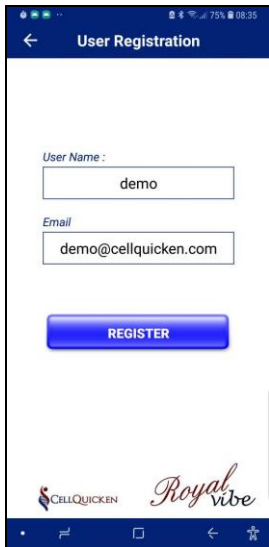 75% 08:35
User Registration
User Name :
demo
Email
demo@cellquicken.com
REGISTER
CELLQUICKEN
Royal
vibe